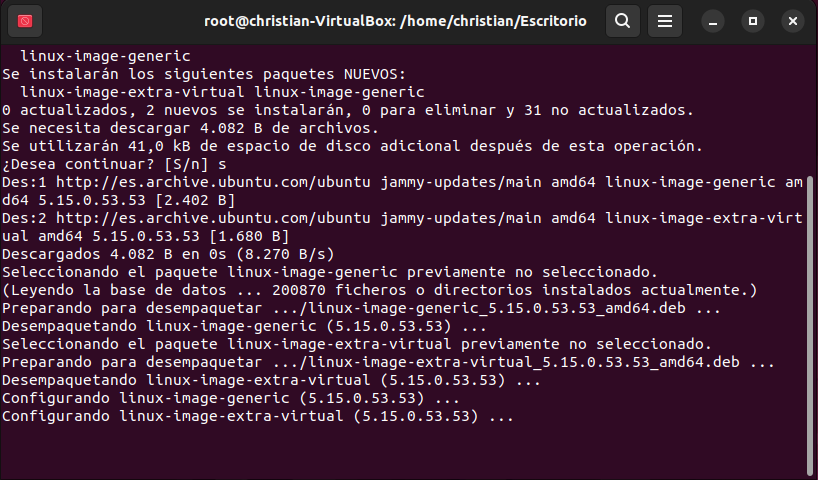 root@christian-VirtualBox: /home/christian/Escritorio
linux-image-generic
Se instalarán los siguientes paquetes NUEVOS:
linux-image-extra-virtual linux-image-generic
0 actualizados, 2 nuevos se instalarán, 0 para eliminar y 31 no actualizados.
Se necesita descargar 4.082 B de archivos.
Se utilizarán 41,0 kB de espacio de disco adicional después de esta operación.
¿Desea continuar? [S/n] s
Des:1 http://es.archive.ubuntu.com/ubuntu jammy-updates/main amd64 linux-image-generic am
d64 5.15.0.53.53 [2.402 B]
Des:2 http://es.archive.ubuntu.com/ubuntu jammy-updates/main amd64 linux-image-extra-virt
ual amd64 5.15.0.53.53 [1.680 B]
Descargados 4.082 B en 0s (8.270 B/s)
Seleccionando el paquete linux-image-generic previamente no seleccionado.
(Leyendo la base de datos ... 200870 ficheros o directorios instalados actualmente.)
Preparando para desempaquetar .../linux-image-generic_5.15.0.53.53_amd64.deb ...
Desempaquetando linux-image-generic (5.15.0.53.53) ...
Seleccionando el paquete linux-image-extra-virtual previamente no seleccionado.
Preparando para desempaquetar .../linux-image-extra-virtual_5.15.0.53.53_amd64.deb ...
Desempaquetando linux-image-extra-virtual (5.15.0.53.53) ...
Configurando linux-image-generic (5.15.0.53.53) ...
Configurando linux-image-extra-virtual (5.15.0.53.53) ...